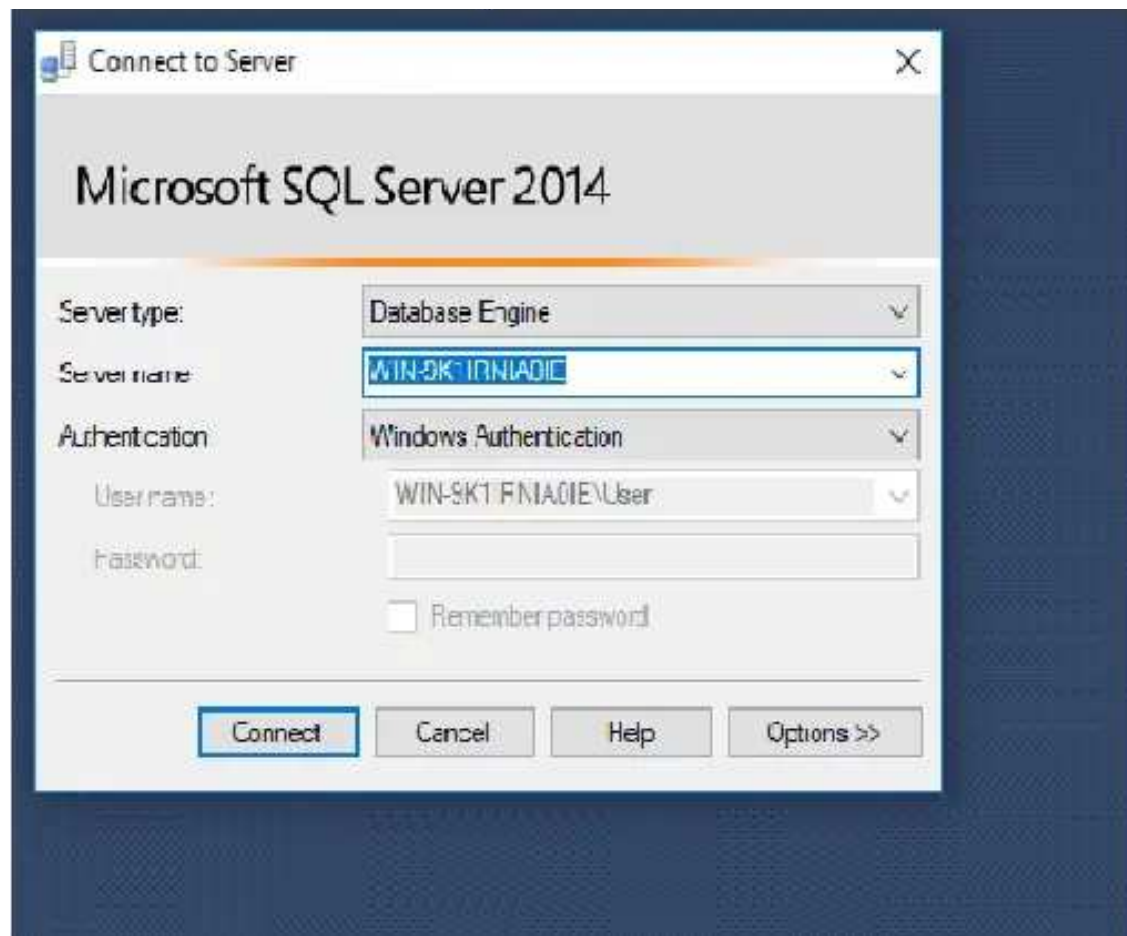 Connect to Server
Microsoft SQL Server 2014
Server type: Database Engine
Server name
Authentication Windows Authentication
User name: \User
Password:
Remember password
Connect Cancel Help Options >>